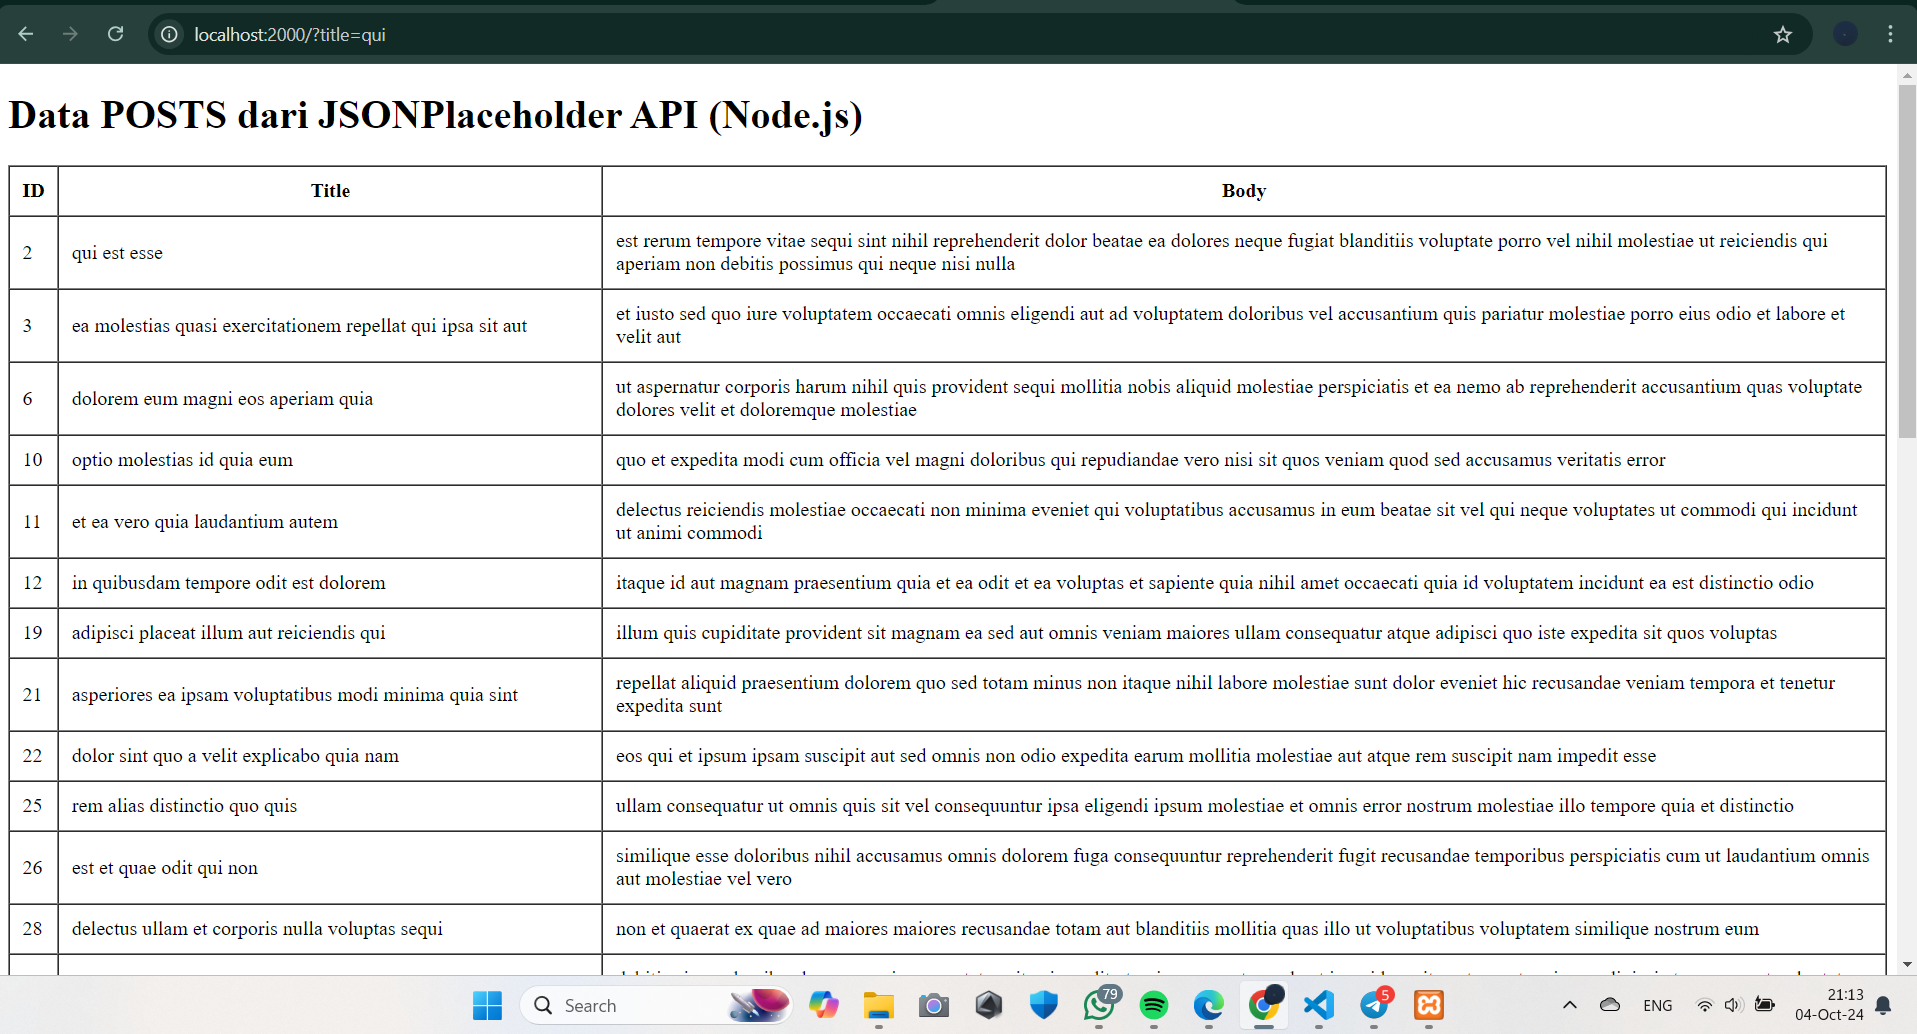 localhost:2000/?title=qui
Data POSTS dari JSONPlaceholder API (Node.js)
ID Title Body
2 qui est esse est rerum tempore vitae sequi sint nihil reprehenderit dolor beatae ea dolores neque fugiat blanditiis voluptate porro vel nihil molestiae ut reiciendis qui
aperiam non debitis possimus qui neque nisi nulla
3 ea molestias quasi exercitationem repellat qui ipsa sit aut et iusto sed quo iure voluptatem occaecati omnis eligendi aut ad voluptatem doloribus vel accusantium quis pariatur molestiae porro eius odio et labore et
velit aut
6 dolorem eum magni eos aperiam quia ut aspernatur corporis harum nihil quis provident sequi mollitia nobis aliquid molestiae perspiciatis et ea nemo ab reprehenderit accusantium quas voluptate
dolores velit et doloremque molestiae
10 optio molestias id quia eum quo et expedita modi cum officia vel magni doloribus qui repudiandae vero nisi sit quos veniam quod sed accusamus veritatis error
11 et ea vero quia laudantium autem delectus reiciendis molestiae occaecati non minima eveniet qui voluptatibus accusamus in eum beatae sit vel qui neque voluptates ut commodi qui incidunt
ut animi commodi
12 in quibusdam tempore odit est dolorem itaque id aut magnam praesentium quia et ea odit et ea voluptas et sapiente quia nihil amet occaecati quia id voluptatem incidunt ea est distinctio odio
19 adipisci placeat illum aut reiciendis qui illum quis cupiditate provident sit magnam ea sed aut omnis veniam maiores ullam consequatur atque adipisci quo iste expedita sit quos voluptas
21 asperiores ea ipsam voluptatibus modi minima quia sint repellat aliquid praesentium dolorem quo sed totam minus non itaque nihil labore molestiae sunt dolor eveniet hic recusandae veniam tempora et tenetur
expedita sunt
22 dolor sint quo a velit explicabo quia nam eos qui et ipsum ipsam suscipit aut sed omnis non odio expedita earum mollitia molestiae aut atque rem suscipit nam impedit esse
25 rem alias distinctio quo quis ullam consequatur ut omnis quis sit vel consequuntur ipsa eligendi ipsum molestiae et omnis error nostrum molestiae illo tempore quia et distinctio
26 est et quae odit qui non similique esse doloribus nihil accusamus omnis dolorem fuga consequuntur reprehenderit fugit recusandae temporibus perspiciatis cum ut laudantium omnis
aut molestiae vel vero
28 delectus ullam et corporis nulla voluptas sequi non et quaerat ex quae ad maiores maiores recusandae totam aut blanditiis mollitia quas illo ut voluptatibus voluptatem similique nostrum eum
Search
79
5
ENG
21:13
04-Oct-24